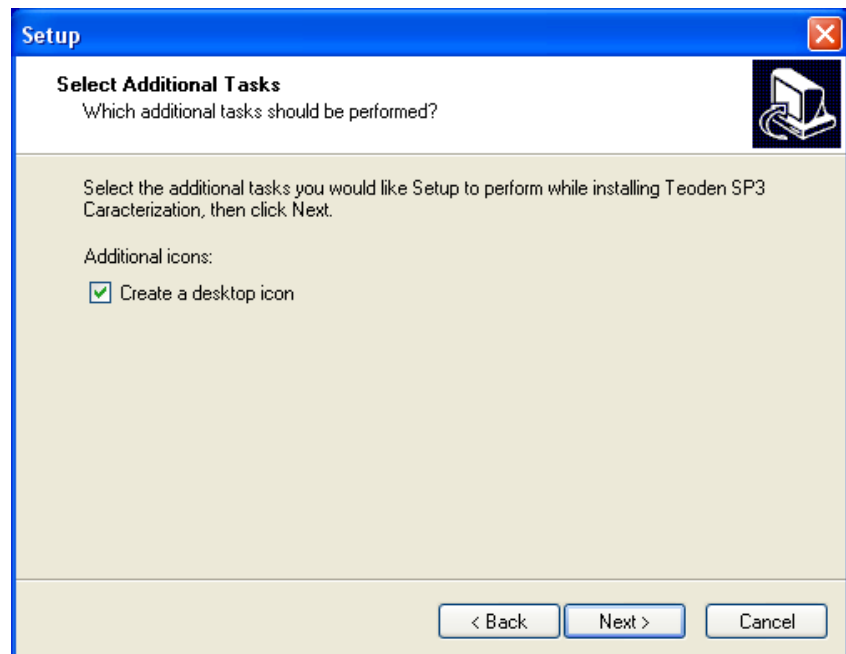 Setup
Select Additional Tasks
Which additional tasks should be performed?
Select the additional tasks you would like Setup to perform while installing Teoden SP3
Caracterization, then click Next.
Additional icons:
Create a desktop icon
< Back
Next >
Cancel